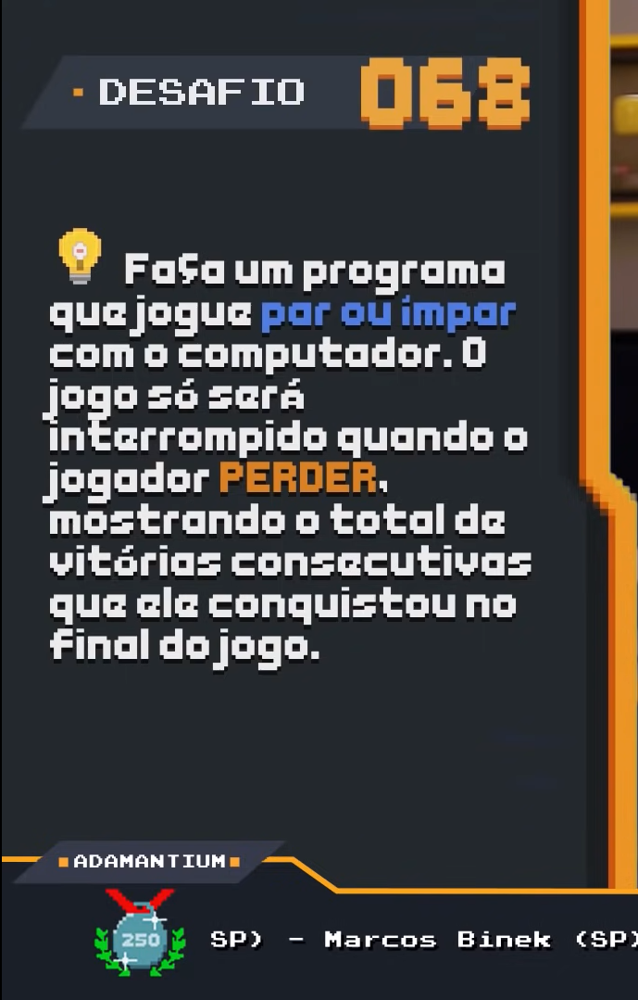 DESAFIO 068
Faça um programa
que jogue par ou ímpar
com o computador. O
jogo só será
interrompido quando o
jogador PERDER,
mostrando o total de
vitórias consecutivas
que ele conquistou no
final do jogo.
ADAMANTIUM
250
SP) - Marcos Binek (SP)